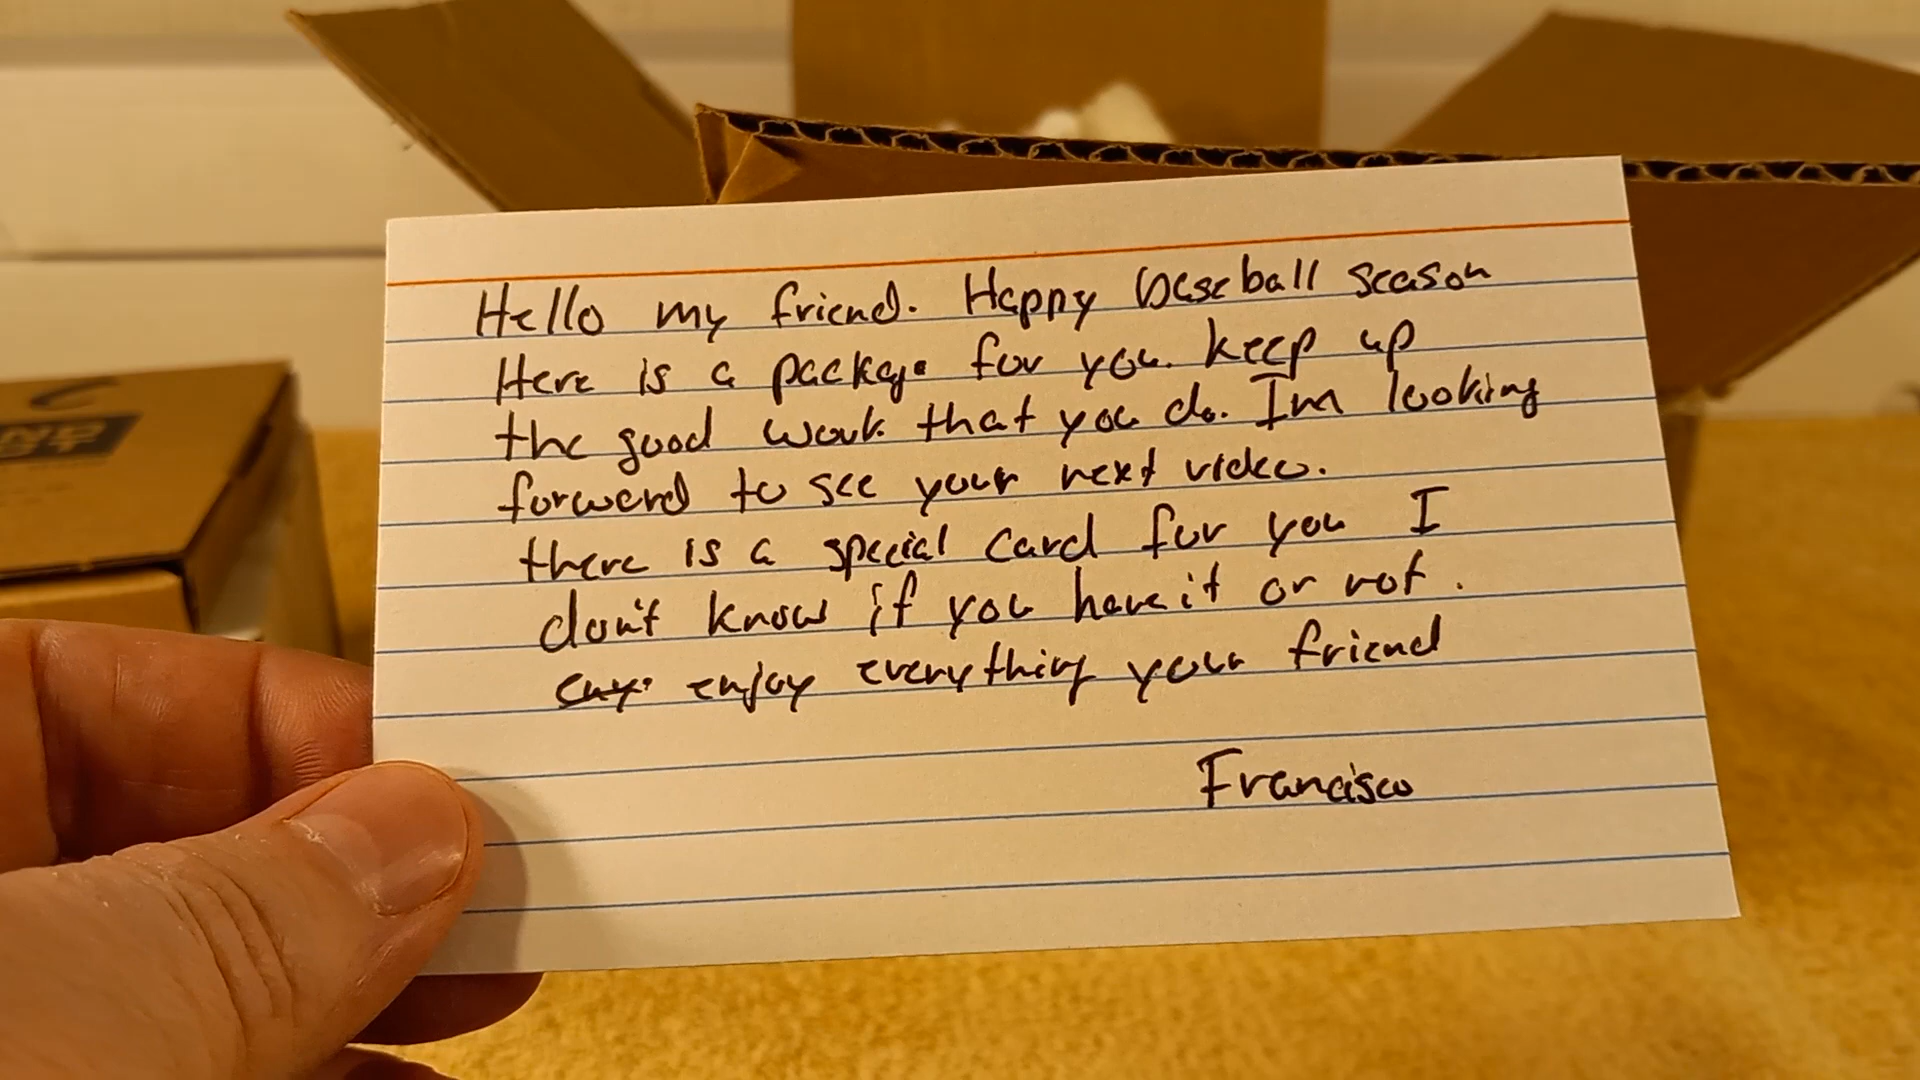 Hello my friend. Happy baseball season
Here is a package for you. keep up
the good work that you do. Im looking
forward to see your next video.
there is a special card for you I
don't know if you have it or not.
enjoy everything your friend
Francisco